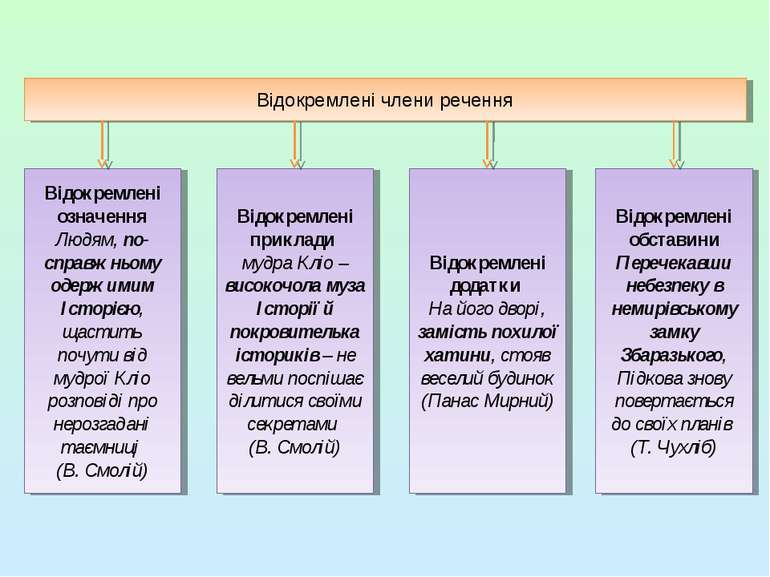 Відокремлені члени речення
Відокремлені
означення
Людям, по-
справжньому
одержимим
Історією,
щастить
почути від
мудрої Кліо
розповіді про
нерозгадані
таємниці
(В. Смолій)
Відокремлені
приклади
мудра Кліо –
височола муза
Історії й
покровителька
істориків – не
вельми поспішає
ділитися своїми
секретами
(В. Смолій)
Відокремлені
додатки
На його дворі,
замість похилої
хатини, стояв
веселий будинок
(Панас Мирний)
Відокремлені
обставини
Перечекавши
небезпеку в
немирівському
замку
Збаразького,
Підкова знову
повертається
до своїх планів
(Т. Чухліб)